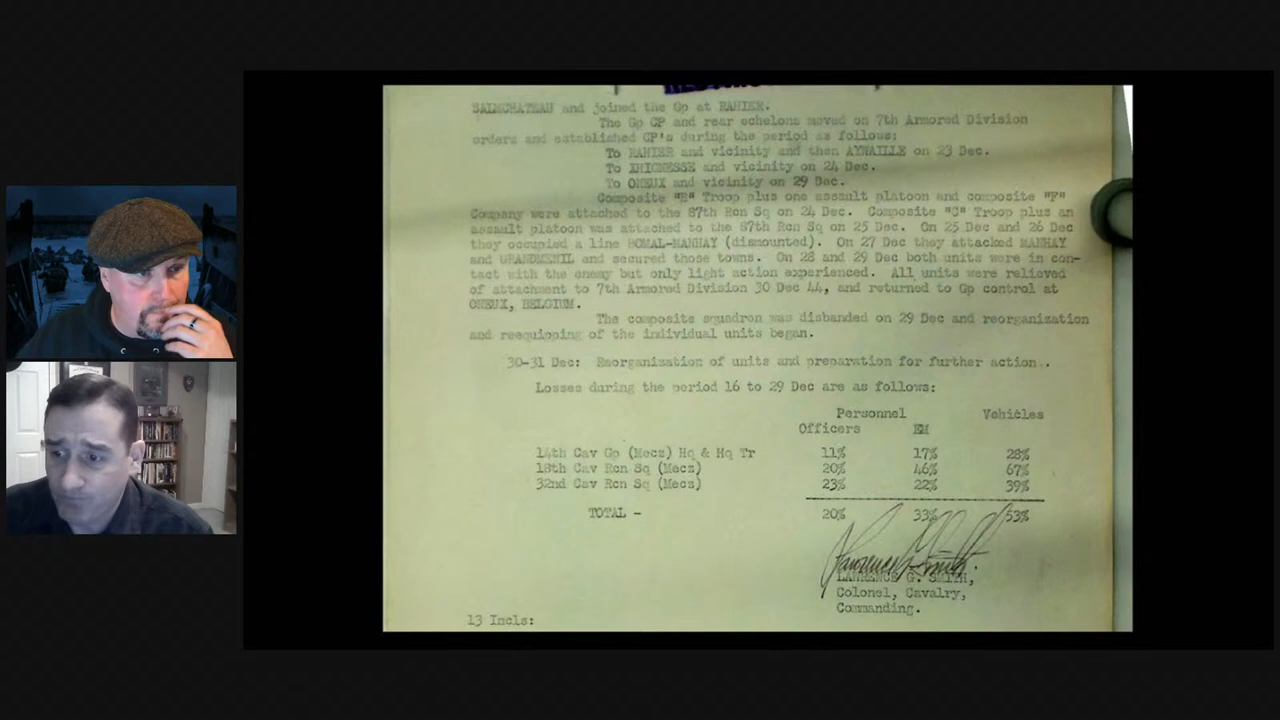 SALMCHATEAU and joined the Gp at RAHIER.
The Gp CP and rear echelons moved on 7th Armored Division
orders and established CP's during the period as follows:
To RAHIER and vicinity and then AYWAILLE on 23 Dec.
To XHIGNESSE and vicinity on 24 Dec.
To ONEUX and vicinity on 29 Dec.
Composite "E" Troop plus one assault platoon and composite "F"
Company were attached to the 87th Rcn Sq on 24 Dec. Composite "C" Troop plus an
assault platoon was attached to the 87th Rcn Sq on 25 Dec. On 25 Dec and 26 Dec
they occupied a line BOMAL-MANHAY (dismounted). On 27 Dec they attacked MANHAY
and GRANDMENIL and secured those towns. On 28 and 29 Dec both units were in con-
tact with the enemy but only light action experienced. All units were relieved
of attachment to 7th Armored Division 30 Dec 44, and returned to Gp control at
ONEUX, BELGIUM.
The composite squadron was disbanded on 29 Dec and reorganization
and reequipping of the individual units began.
30-31 Dec: Reorganization of units and preparation for further action.
Losses during the period 16 to 29 Dec are as follows:
Personnel Vehicles
Officers EM
14th Cav Gp (Mecz) Hq & Hq Tr 11% 17% 28%
18th Cav Rcn Sq (Mecz) 20% 46% 67%
32nd Cav Rcn Sq (Mecz) 23% 22% 39%
TOTAL - 20% 33% 53%
Lawrence G. Smith
LAWRENCE G. SMITH,
Colonel, Cavalry,
Commanding.
13 Incls: